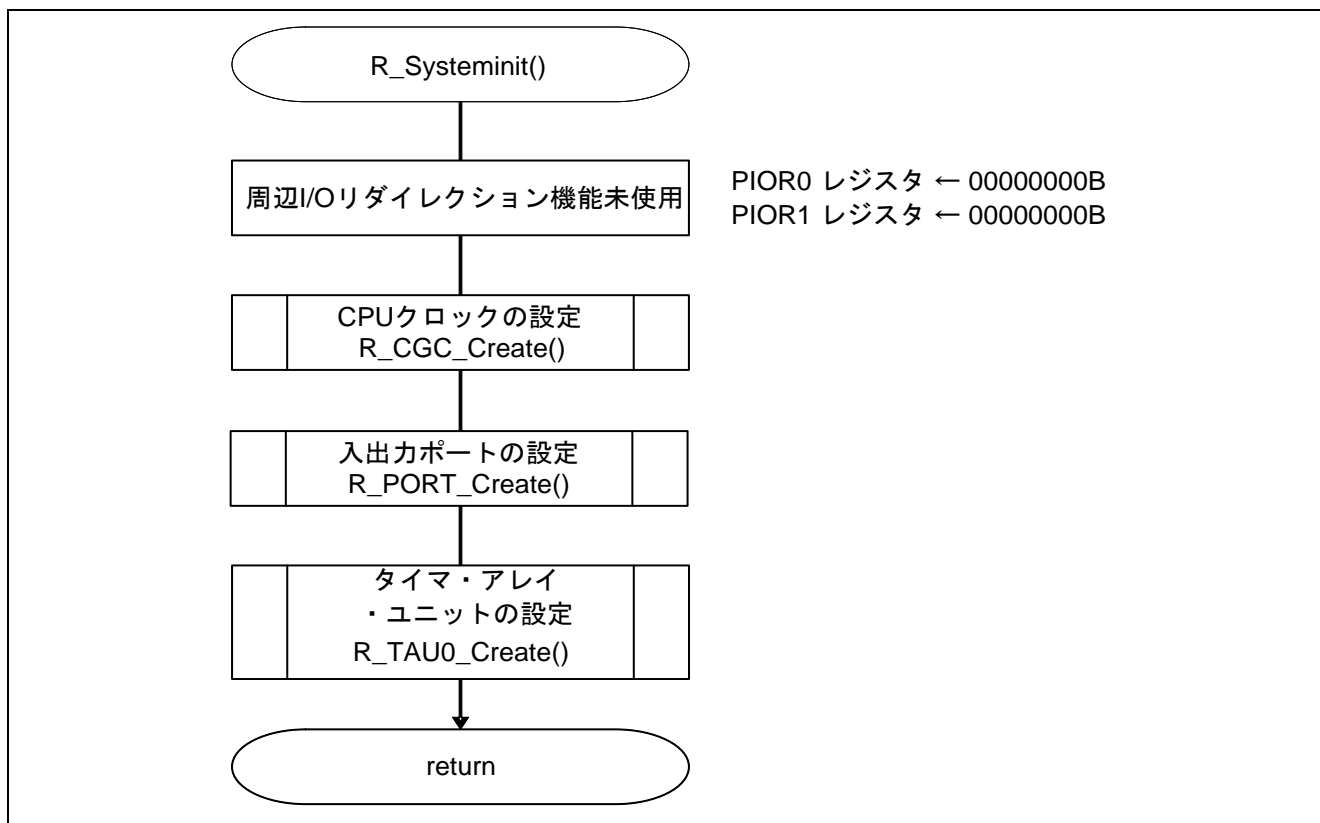 R_Systeminit()
周辺I/Oリダイレクション機能未使用
PIOR0 レジスタ ← 00000000B
PIOR1 レジスタ ← 00000000B
CPUクロックの設定
R_CGC_Create()
入出力ポートの設定
R_PORT_Create()
タイマ・アレイ
・ユニットの設定
R_TAU0_Create()
return